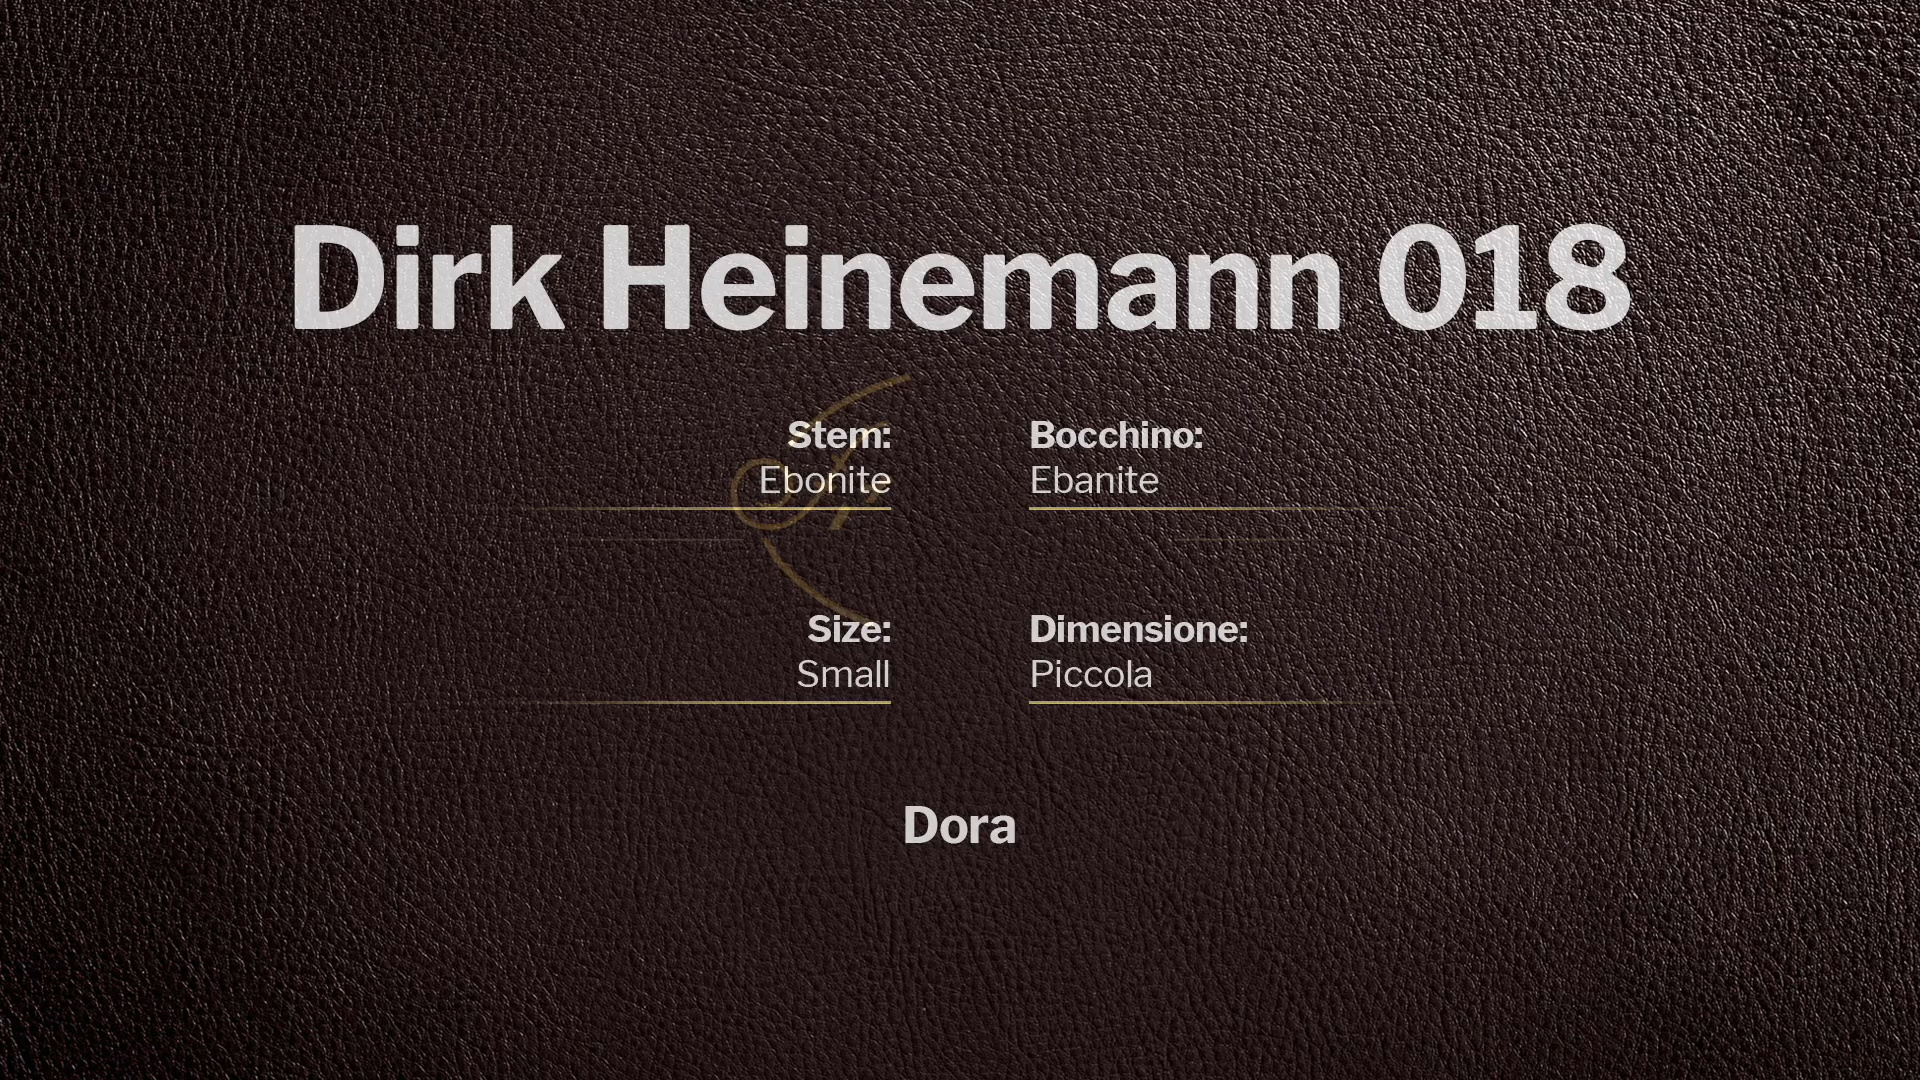 Dirk Heinemann 018
Stem:
Ebonite
Bocchino:
Ebanite
Size:
Small
Dimensione:
Piccola
Dora